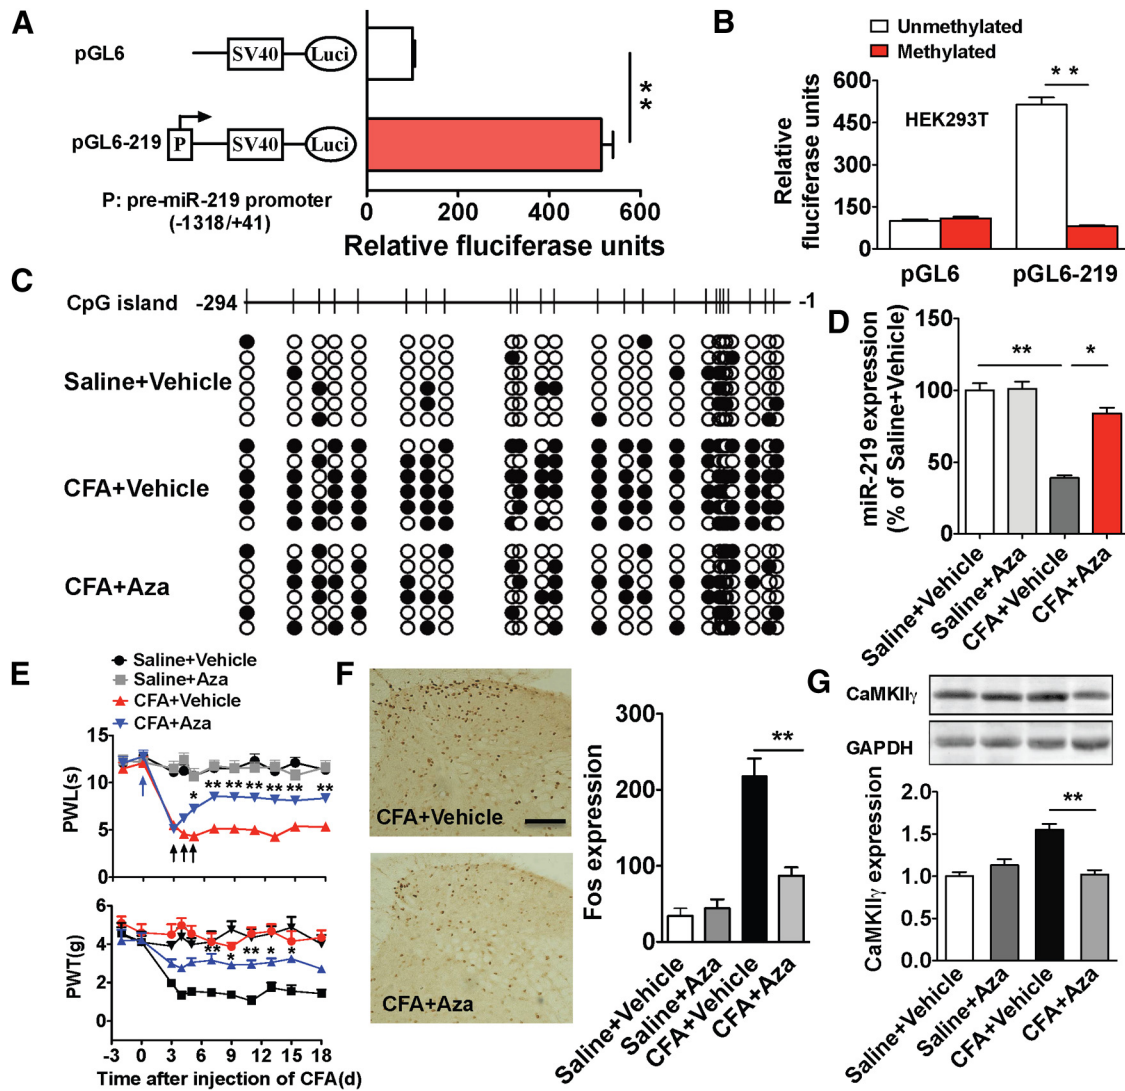 A
pGL6
SV40
Luci
pGL6-219
P
SV40
Luci
P: pre-miR-219 promoter
(-1318/+41)
0 200 400 600
Relative fluciferase units
**
B
Unmethylated
Methylated
Relative
fluciferase units
600
450
300
150
0
HEK293T
**
pGL6 pGL6-219
C
CpG island -294 -1
Saline+Vehicle
CFA+Vehicle
CFA+Aza
D
miR-219 expression
(% of Saline+Vehicle)
150
100
50
0
** *
Saline+Vehicle
Saline+Aza
CFA+Vehicle
CFA+Aza
E
Saline+Vehicle
Saline+Aza
CFA+Vehicle
CFA+Aza
PWL(s)
15
12
9
5
0
* ** ** ** ** ** **
PWT(g)
6
4
2
0
** * ** * *
-3 0 3 6 9 12 15 18
Time after injection of CFA(d)
F
CFA+Vehicle
CFA+Aza
Fos expression
300
200
100
0
**
Saline+Vehicle
Saline+Aza
CFA+Vehicle
CFA+Aza
G
CaMKIIγ
GAPDH
CaMKIIγ expression
2.0
1.5
1.0
0.5
0.0
**
Saline+Vehicle
Saline+Aza
CFA+Vehicle
CFA+Aza